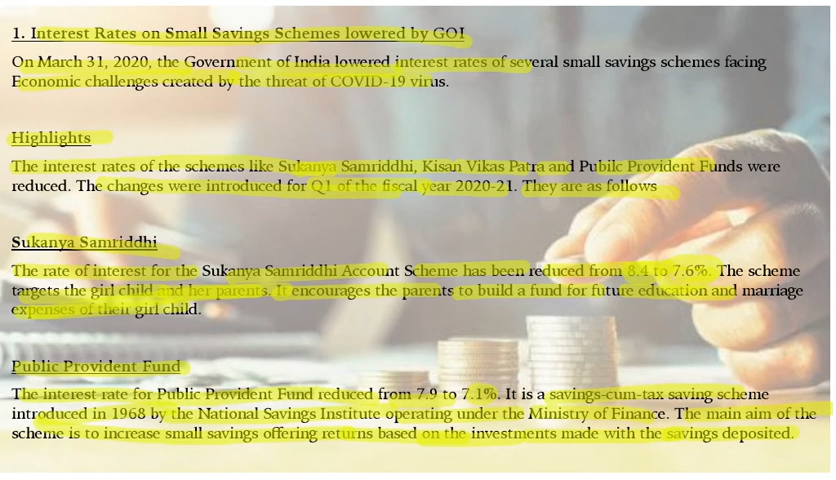 1. Interest Rates on Small Savings Schemes lowered by GOI
On March 31, 2020, the Government of India lowered interest rates of several small savings schemes facing
Economic challenges created by the threat of COVID-19 virus.
Highlights
The interest rates of the schemes like Sukanya Samriddhi, Kisan Vikas Patra and Pubilc Provident Funds were
reduced. The changes were introduced for Q1 of the fiscal year 2020-21. They are as follows
Sukanya Samriddhi
The rate of interest for the Sukanya Samriddhi Account Scheme has been reduced from 8.4 to 7.6%. The scheme
targets the girl child and her parents. It encourages the parents to build a fund for future education and marriage
expenses of their girl child.
Public Provident Fund
The interest rate for Public Provident Fund reduced from 7.9 to 7.1%. It is a savings-cum-tax saving scheme
introduced in 1968 by the National Savings Institute operating under the Ministry of Finance. The main aim of the
scheme is to increase small savings offering returns based on the investments made with the savings deposited.